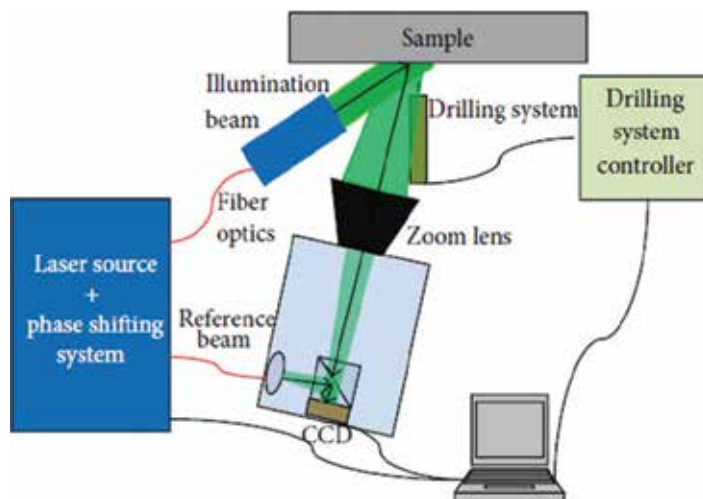 Sample
Illumination
beam
Drilling system
Drilling
system
controller
Fiber
optics
Zoom lens
Laser source
+
phase shifting
system
Reference
beam
CCD